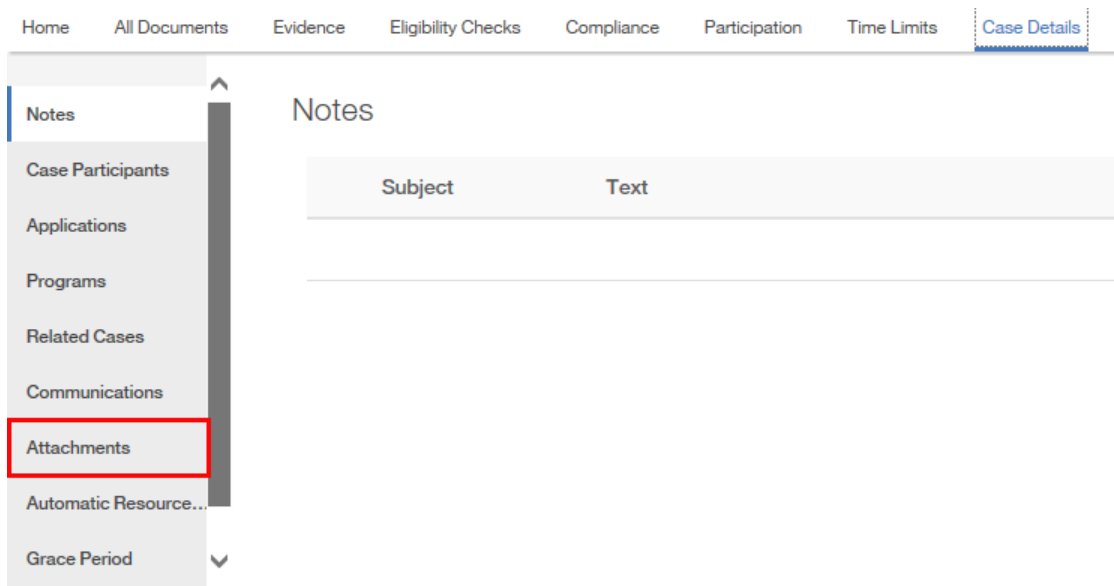 Home All Documents Evidence Eligibility Checks Compliance Participation Time Limits Case Details
Notes
Case Participants
Applications
Programs
Related Cases
Communications
Attachments
Automatic Resource...
Grace Period
Notes
Subject Text